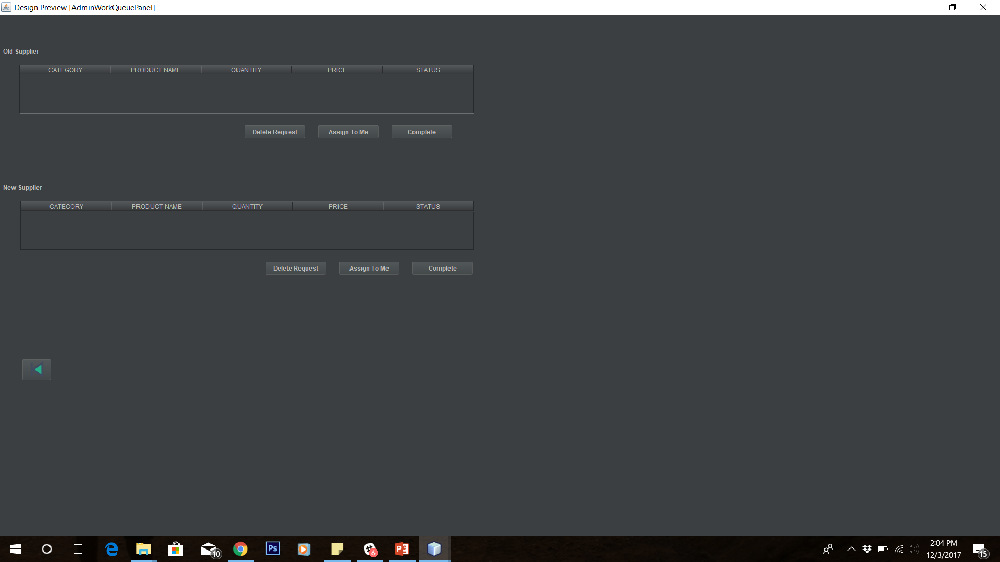 Design Preview [AdminWorkQueuePanel]
Old Supplier
CATEGORY PRODUCT NAME QUANTITY PRICE STATUS
Delete Request Assign To Me Complete
New Supplier
CATEGORY PRODUCT NAME QUANTITY PRICE STATUS
Delete Request Assign To Me Complete
10 Ps 6 P 2:04 PM
12/3/2017 15